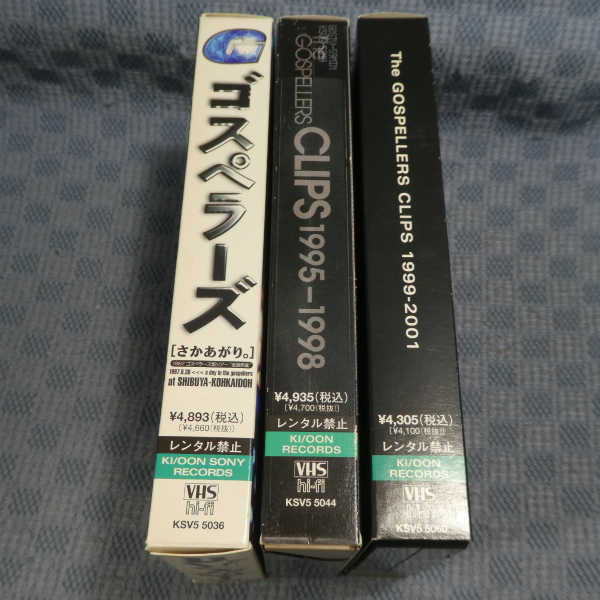 ゴスペラーズ
[さかあがり。]
at SHIBUYA-KOHKAIDOH
¥4,893(税込)
(¥4,660(税抜))
レンタル禁止
KI/OON SONY
RECORDS
VHS
hi-fi
KSV5 5036
GOSPELLERS
CLIPS 1995-1998
¥4,935(税込)
(¥4,700(税抜))
レンタル禁止
KI/OON
RECORDS
VHS
hi-fi
KSV5 5044
The GOSPELLERS CLIPS 1999-2001
¥4,305(税込)
(¥4,100(税抜))
レンタル禁止
KI/OON
RECORDS
VHS
hi-fi
KSV5 5060